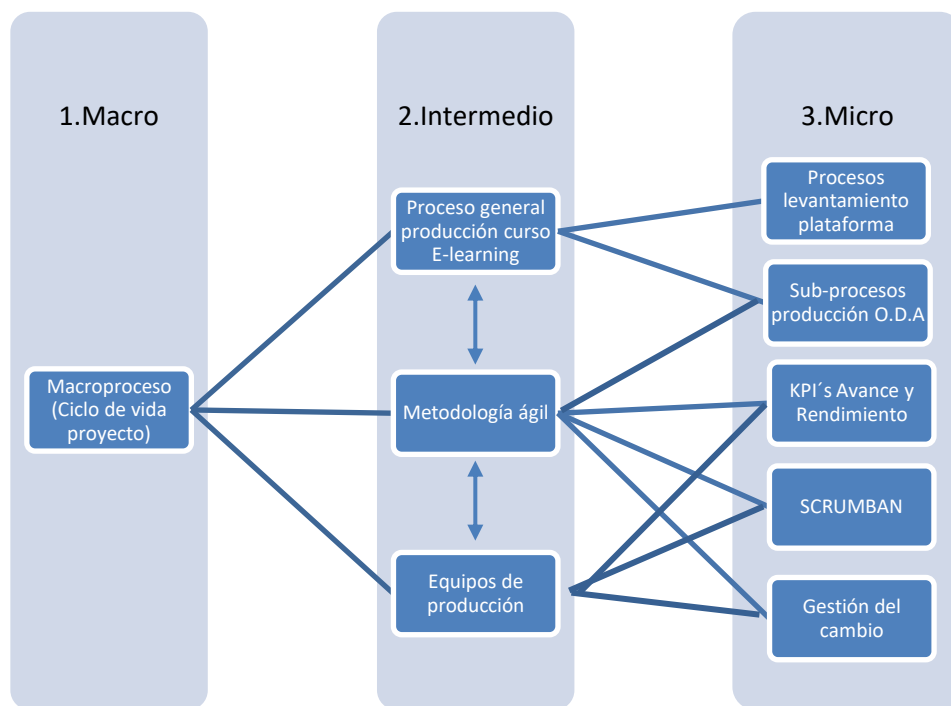 1.Macro
Macroproceso
(Ciclo de vida
proyecto)
2.Intermedio
Proceso general
producción curso
E-learning
Metodología ágil
Equipos de
producción
3.Micro
Procesos
levantamiento
plataforma
Sub-procesos
producción O.D.A
KPI´s Avance y
Rendimiento
SCRUMBAN
Gestión del
cambio